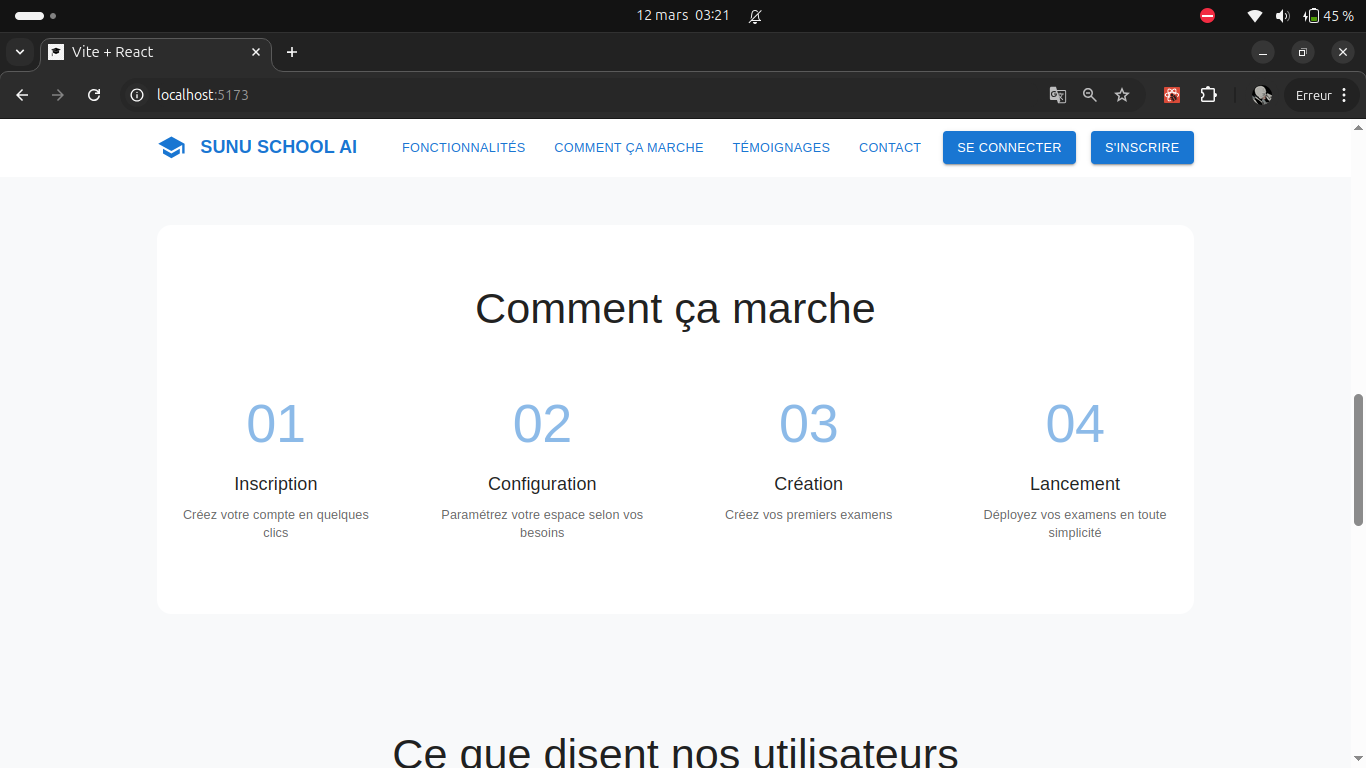 12 mars 03:21
45 %
Vite + React
localhost:5173
Erreur
SUNU SCHOOL AI
FONCTIONNALITÉS
COMMENT ÇA MARCHE
TÉMOIGNAGES
CONTACT
SE CONNECTER
S'INSCRIRE
Comment ça marche
01
02
03
04
Inscription
Configuration
Création
Lancement
Créez votre compte en quelques
clics
Paramétrez votre espace selon vos
besoins
Créez vos premiers examens
Déployez vos examens en toute
simplicité
Ce que disent nos utilisateurs